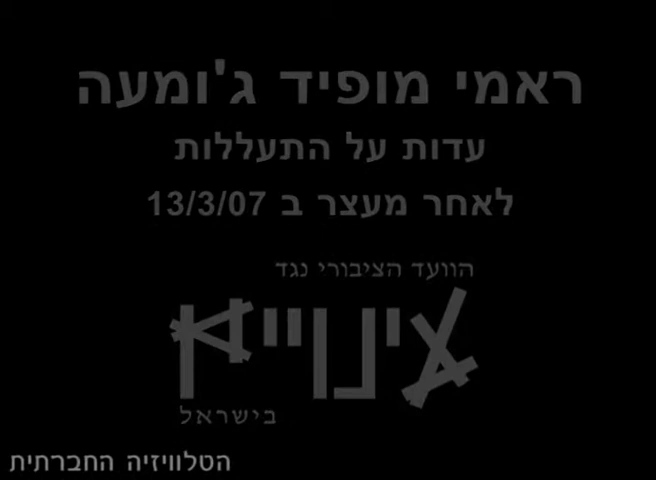 ראמי מופיד ג'ומעה
עדות על התעללות
לאחר מעצר ב 13/3/07
הוועד הציבורי נגד
עינויים
בישראל
הטלוויזיה החברתית